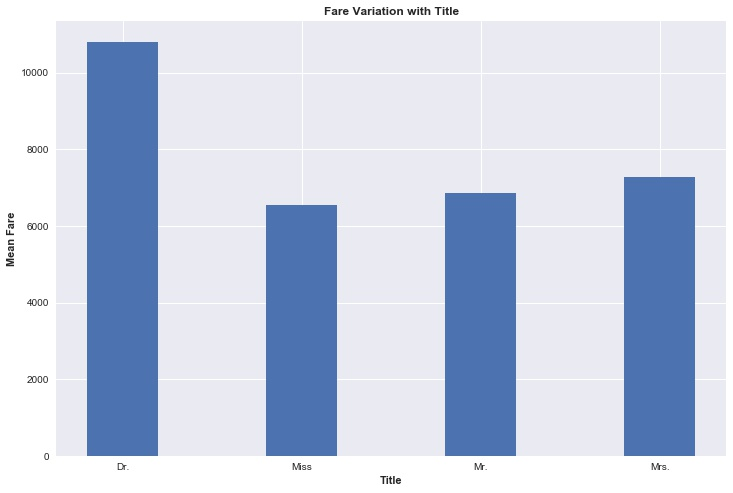 Fare Variation with Title
Mean Fare
10000
8000
6000
4000
2000
0
Dr.
Miss
Mr.
Mrs.
Title